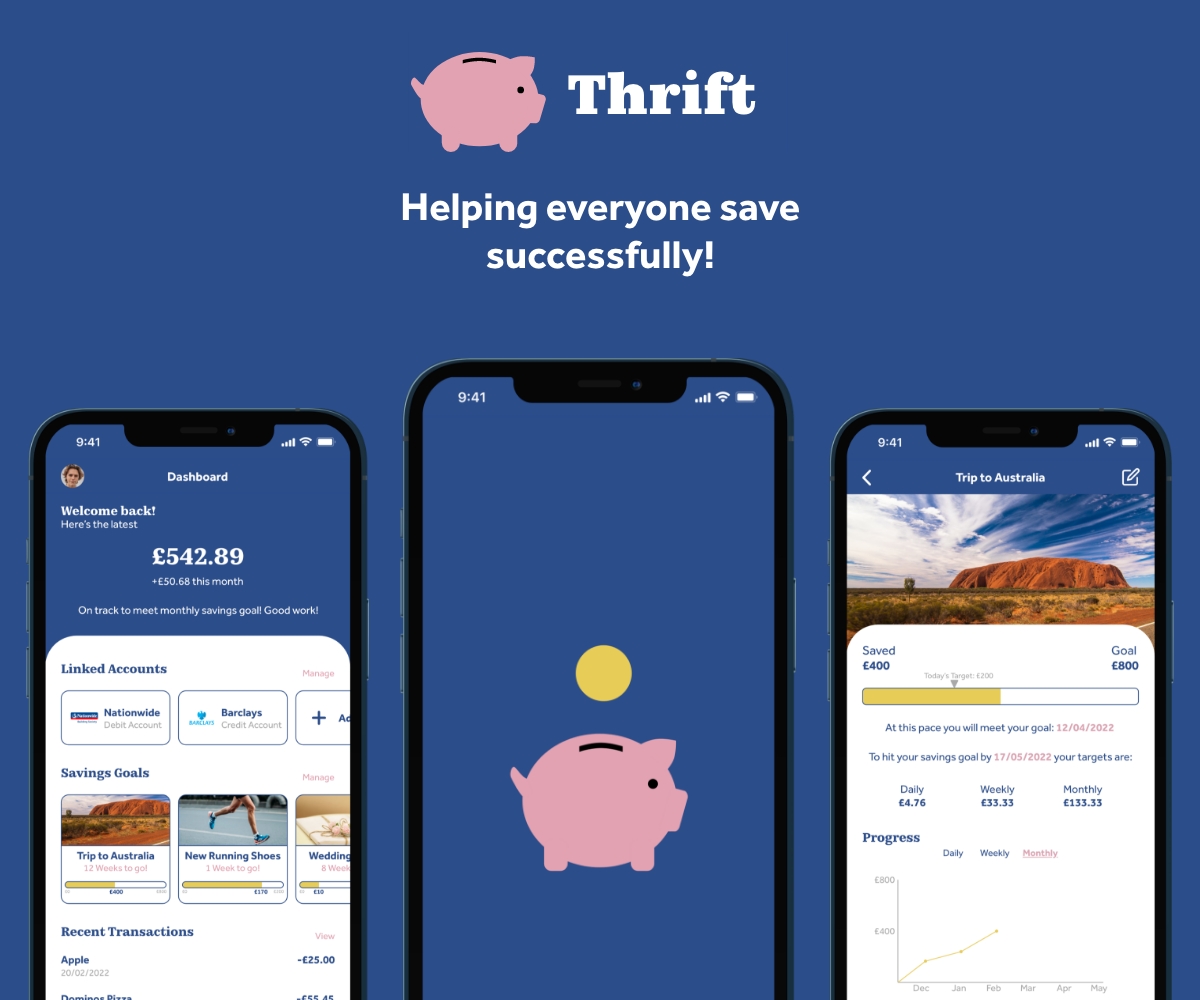 Thrift
Helping everyone save
successfully!
9:41
Dashboard
Welcome back!
Here's the latest
£542.89
+£50.68 this month
On track to meet monthly savings goal! Good work!
Linked Accounts
Manage
Nationwide
Nationwide
Debit Account
BARCLAYS
Barclays
Credit Account
Ad
Savings Goals
Manage
Trip to Australia
12 Weeks to go!
£400
New Running Shoes
1 Week to go!
£170
Wedding
8 Week
£10
Recent Transactions
View
Apple
-£25.00
20/02/2022
Dominos Pizza
-£55.45
9:41
9:41
Trip to Australia
Saved
Goal
£400
£800
Today's Target: £200
At this pace you will meet your goal: 12/04/2022
To hit your savings goal by 17/05/2022 your targets are:
Daily Weekly Monthly
£4.76 £33.33 £133.33
Progress
Daily Weekly Monthly
£800
£400
Dec Jan Feb Mar Apr May